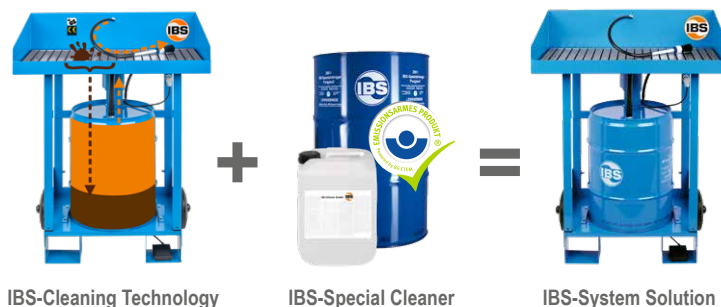 IBS
IBS
EMISSIONSARMES PRODUKT ®
IBS
IBS
IBS-Cleaning Technology
IBS-Special Cleaner
IBS-System Solution